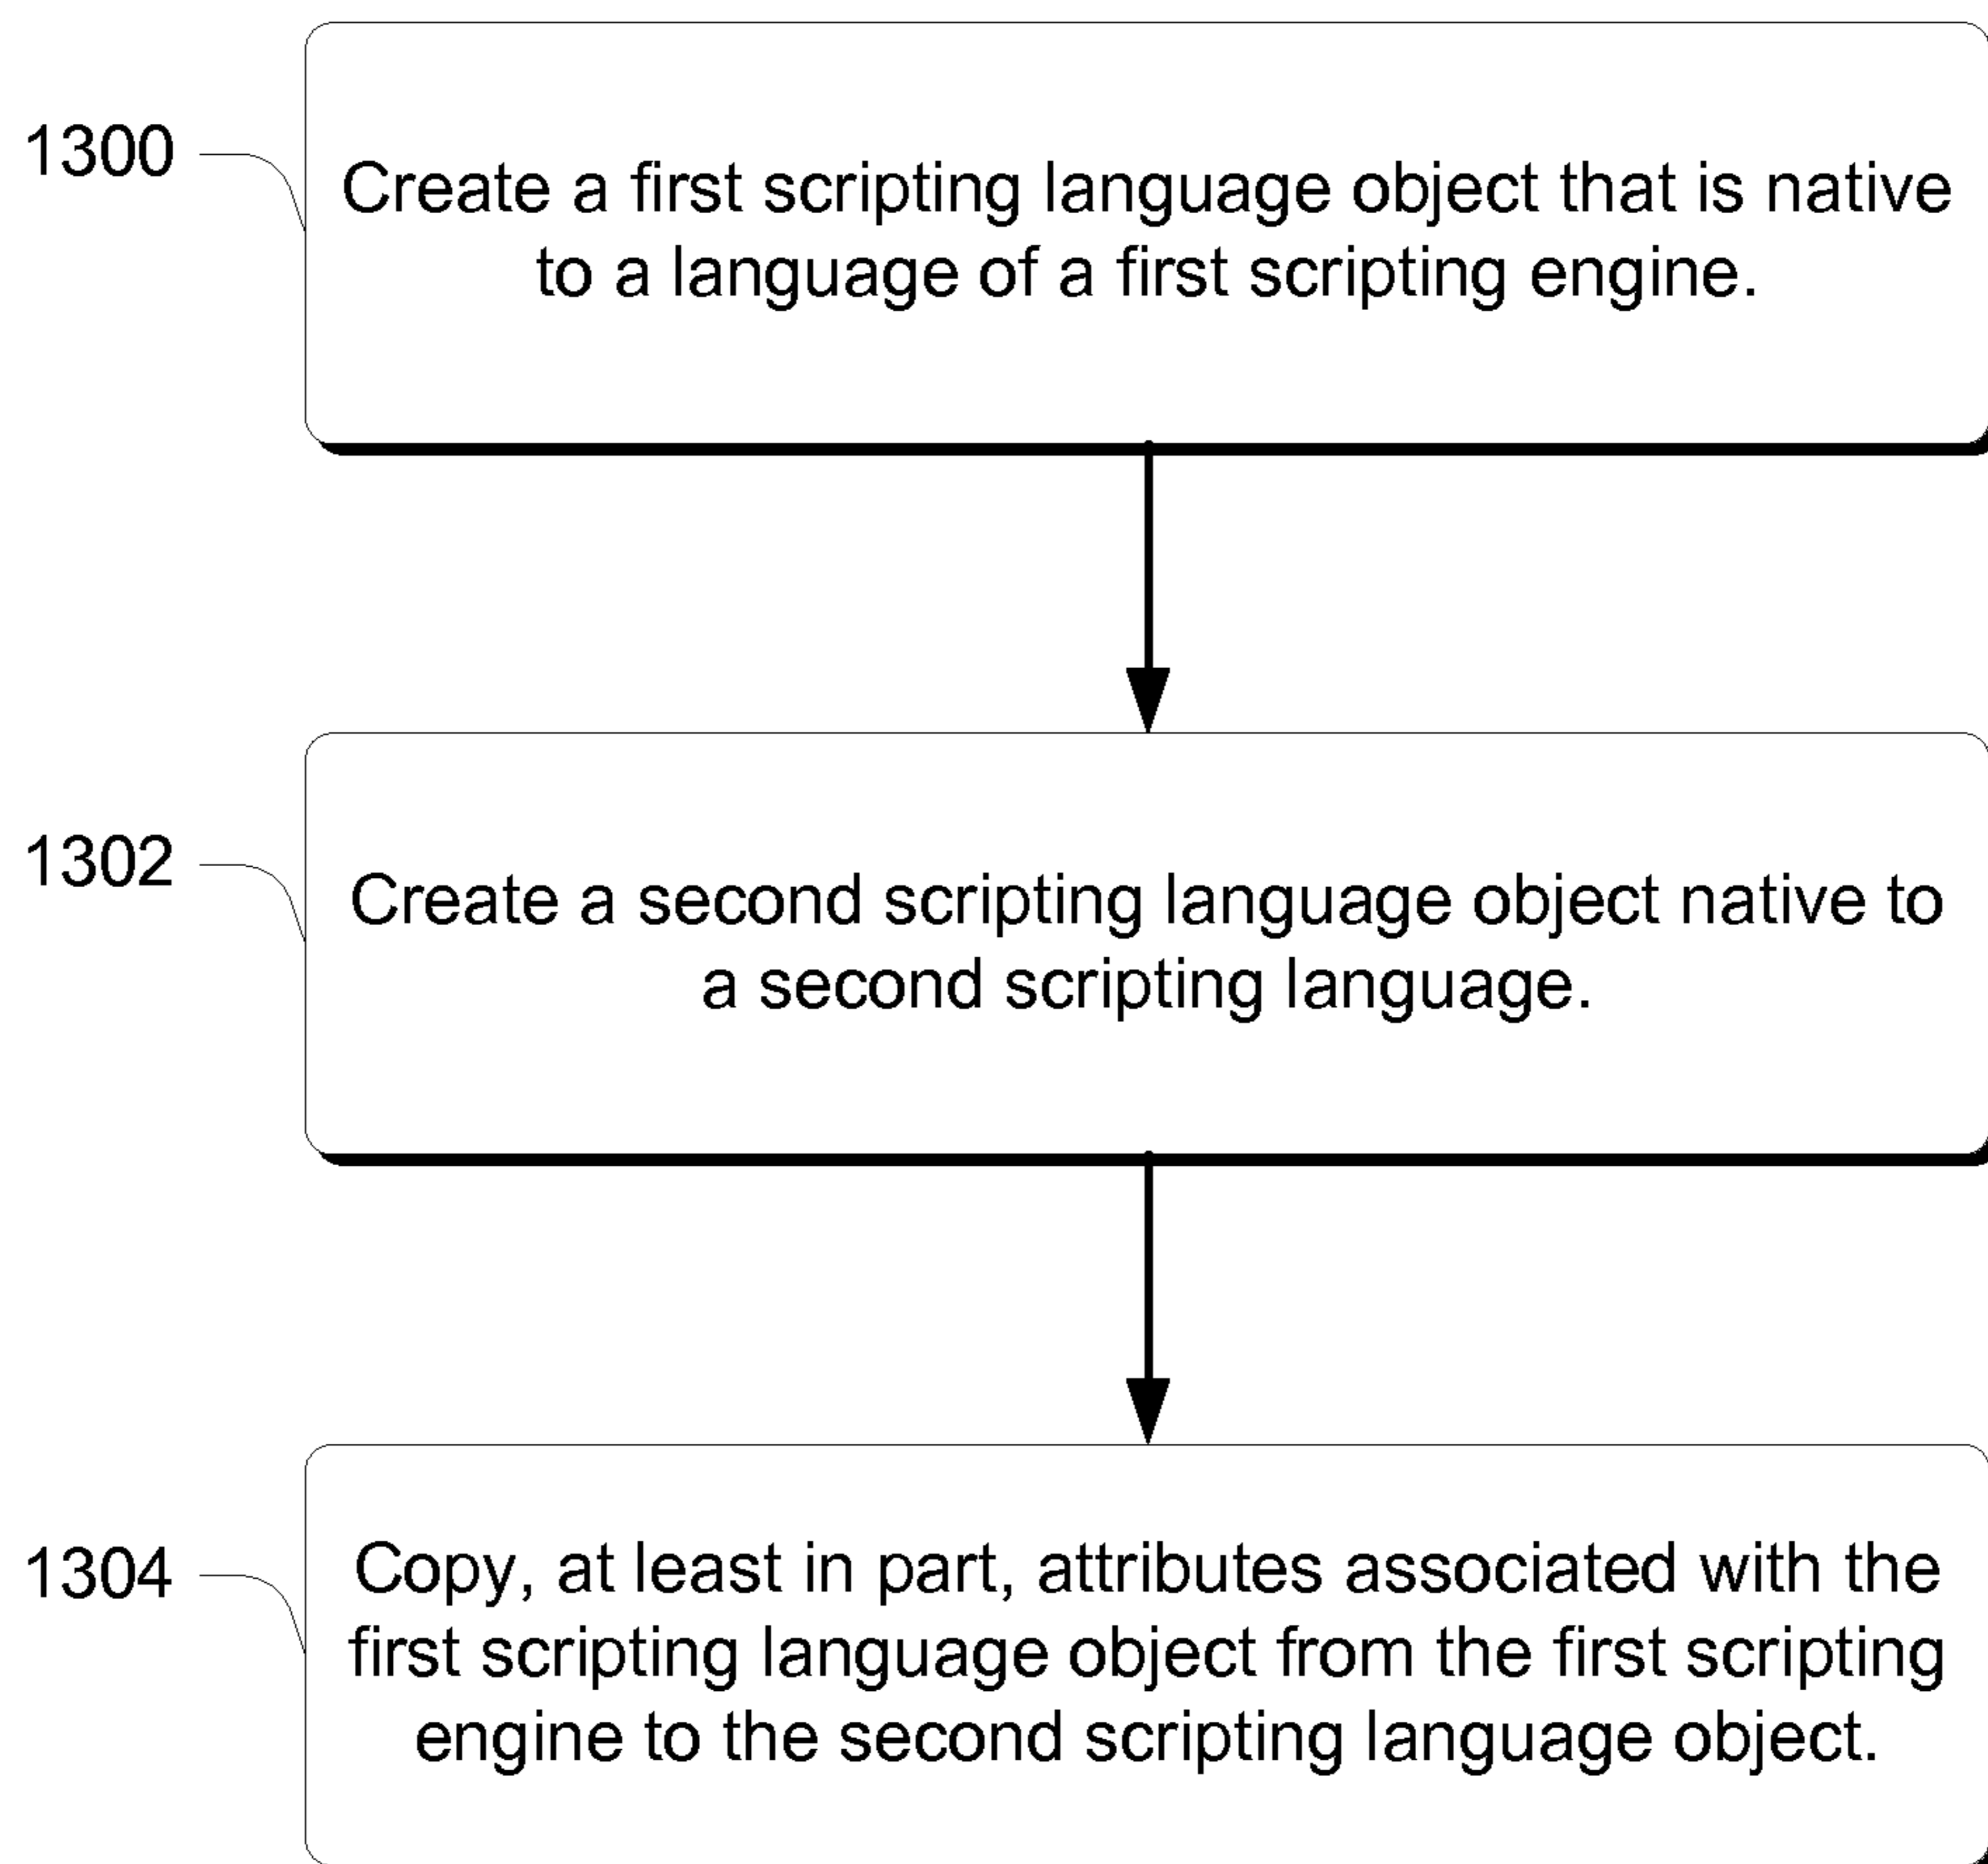 1300
Create a first scripting language object that is native
to a language of a first scripting engine.
1302
Create a second scripting language object native to
a second scripting language.
1304
Copy, at least in part, attributes associated with the
first scripting language object from the first scripting
engine to the second scripting language object.